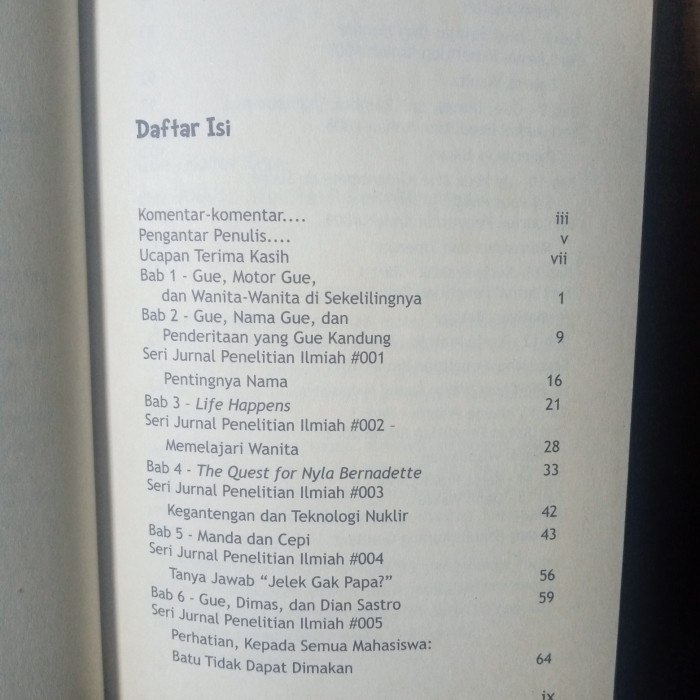 Daftar Isi
Komentar-komentar.... iii
Pengantar Penulis.... v
Ucapan Terima Kasih vii
Bab 1 - Gue, Motor Gue,
dan Wanita-Wanita di Sekelilingnya 1
Bab 2 - Gue, Nama Gue, dan
Penderitaan yang Gue Kandung 9
Seri Jurnal Penelitian Ilmiah #001
Pentingnya Nama 16
Bab 3 - Life Happens 21
Seri Jurnal Penelitian Ilmiah #002 -
Memelajari Wanita 28
Bab 4 - The Quest for Nyla Bernadette 33
Seri Jurnal Penelitian Ilmiah #003
Kegantengan dan Teknologi Nuklir 42
Bab 5 - Manda dan Cepi 43
Seri Jurnal Penelitian Ilmiah #004
Tanya Jawab “Jelek Gak Papa?” 56
Bab 6 - Gue, Dimas, dan Dian Sastro 59
Seri Jurnal Penelitian Ilmiah #005
Perhatian, Kepada Semua Mahasiswa:
Batu Tidak Dapat Dimakan 64
ix